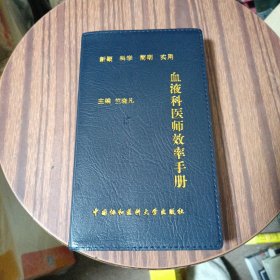 新颖 科学 简明 实用
主编 竺晓凡
血液科医师效率手册
中国协和医科大学出版社